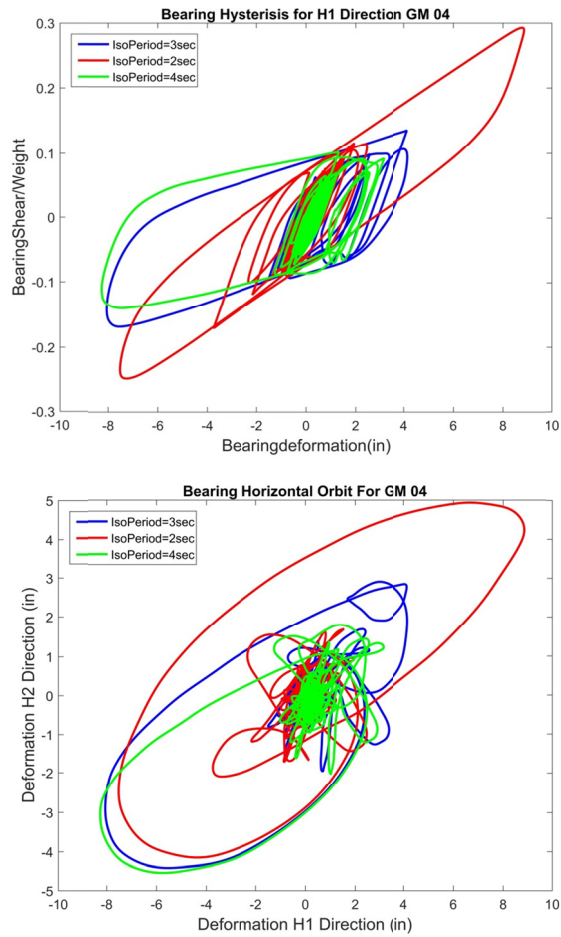 Bearing Hysterisis for H1 Direction GM 04
0.3
IsoPeriod=3sec
IsoPeriod=2sec
IsoPeriod=4sec
0.2
0.1
0
-0.1
-0.2
-0.3
BearingShear/Weight
-10 -8 -6 -4 -2 0 2 4 6 8 10
Bearingdeformation(in)
Bearing Horizontal Orbit For GM 04
5
IsoPeriod=3sec
IsoPeriod=2sec
IsoPeriod=4sec
4
3
2
1
0
-1
-2
-3
-4
-5
Deformation H2 Direction (in)
-10 -8 -6 -4 -2 0 2 4 6 8 10
Deformation H1 Direction (in)